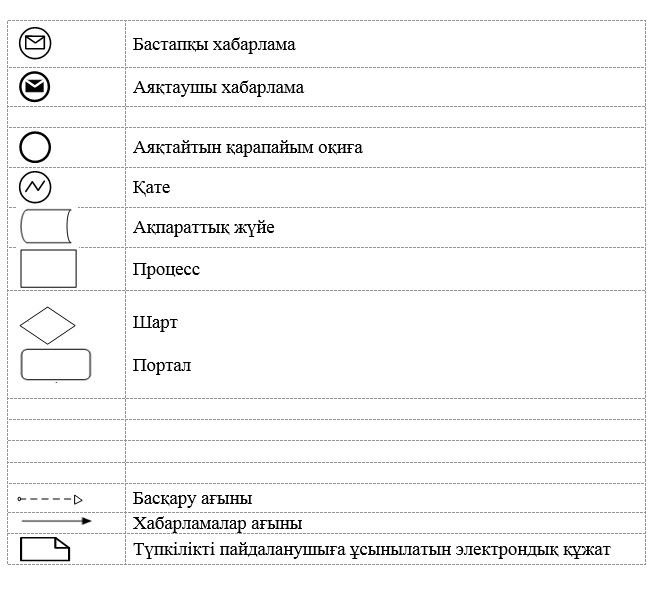 Бастапқы хабарлама
Аяқтаушы хабарлама
Аяқтайтын қарапайым оқиға
Қате
Ақпараттық жүйе
Процесс
Шарт
Портал
Басқару ағыны
Хабарламалар ағыны
Түпкілікті пайдаланушыға ұсынылатын электрондық құжат